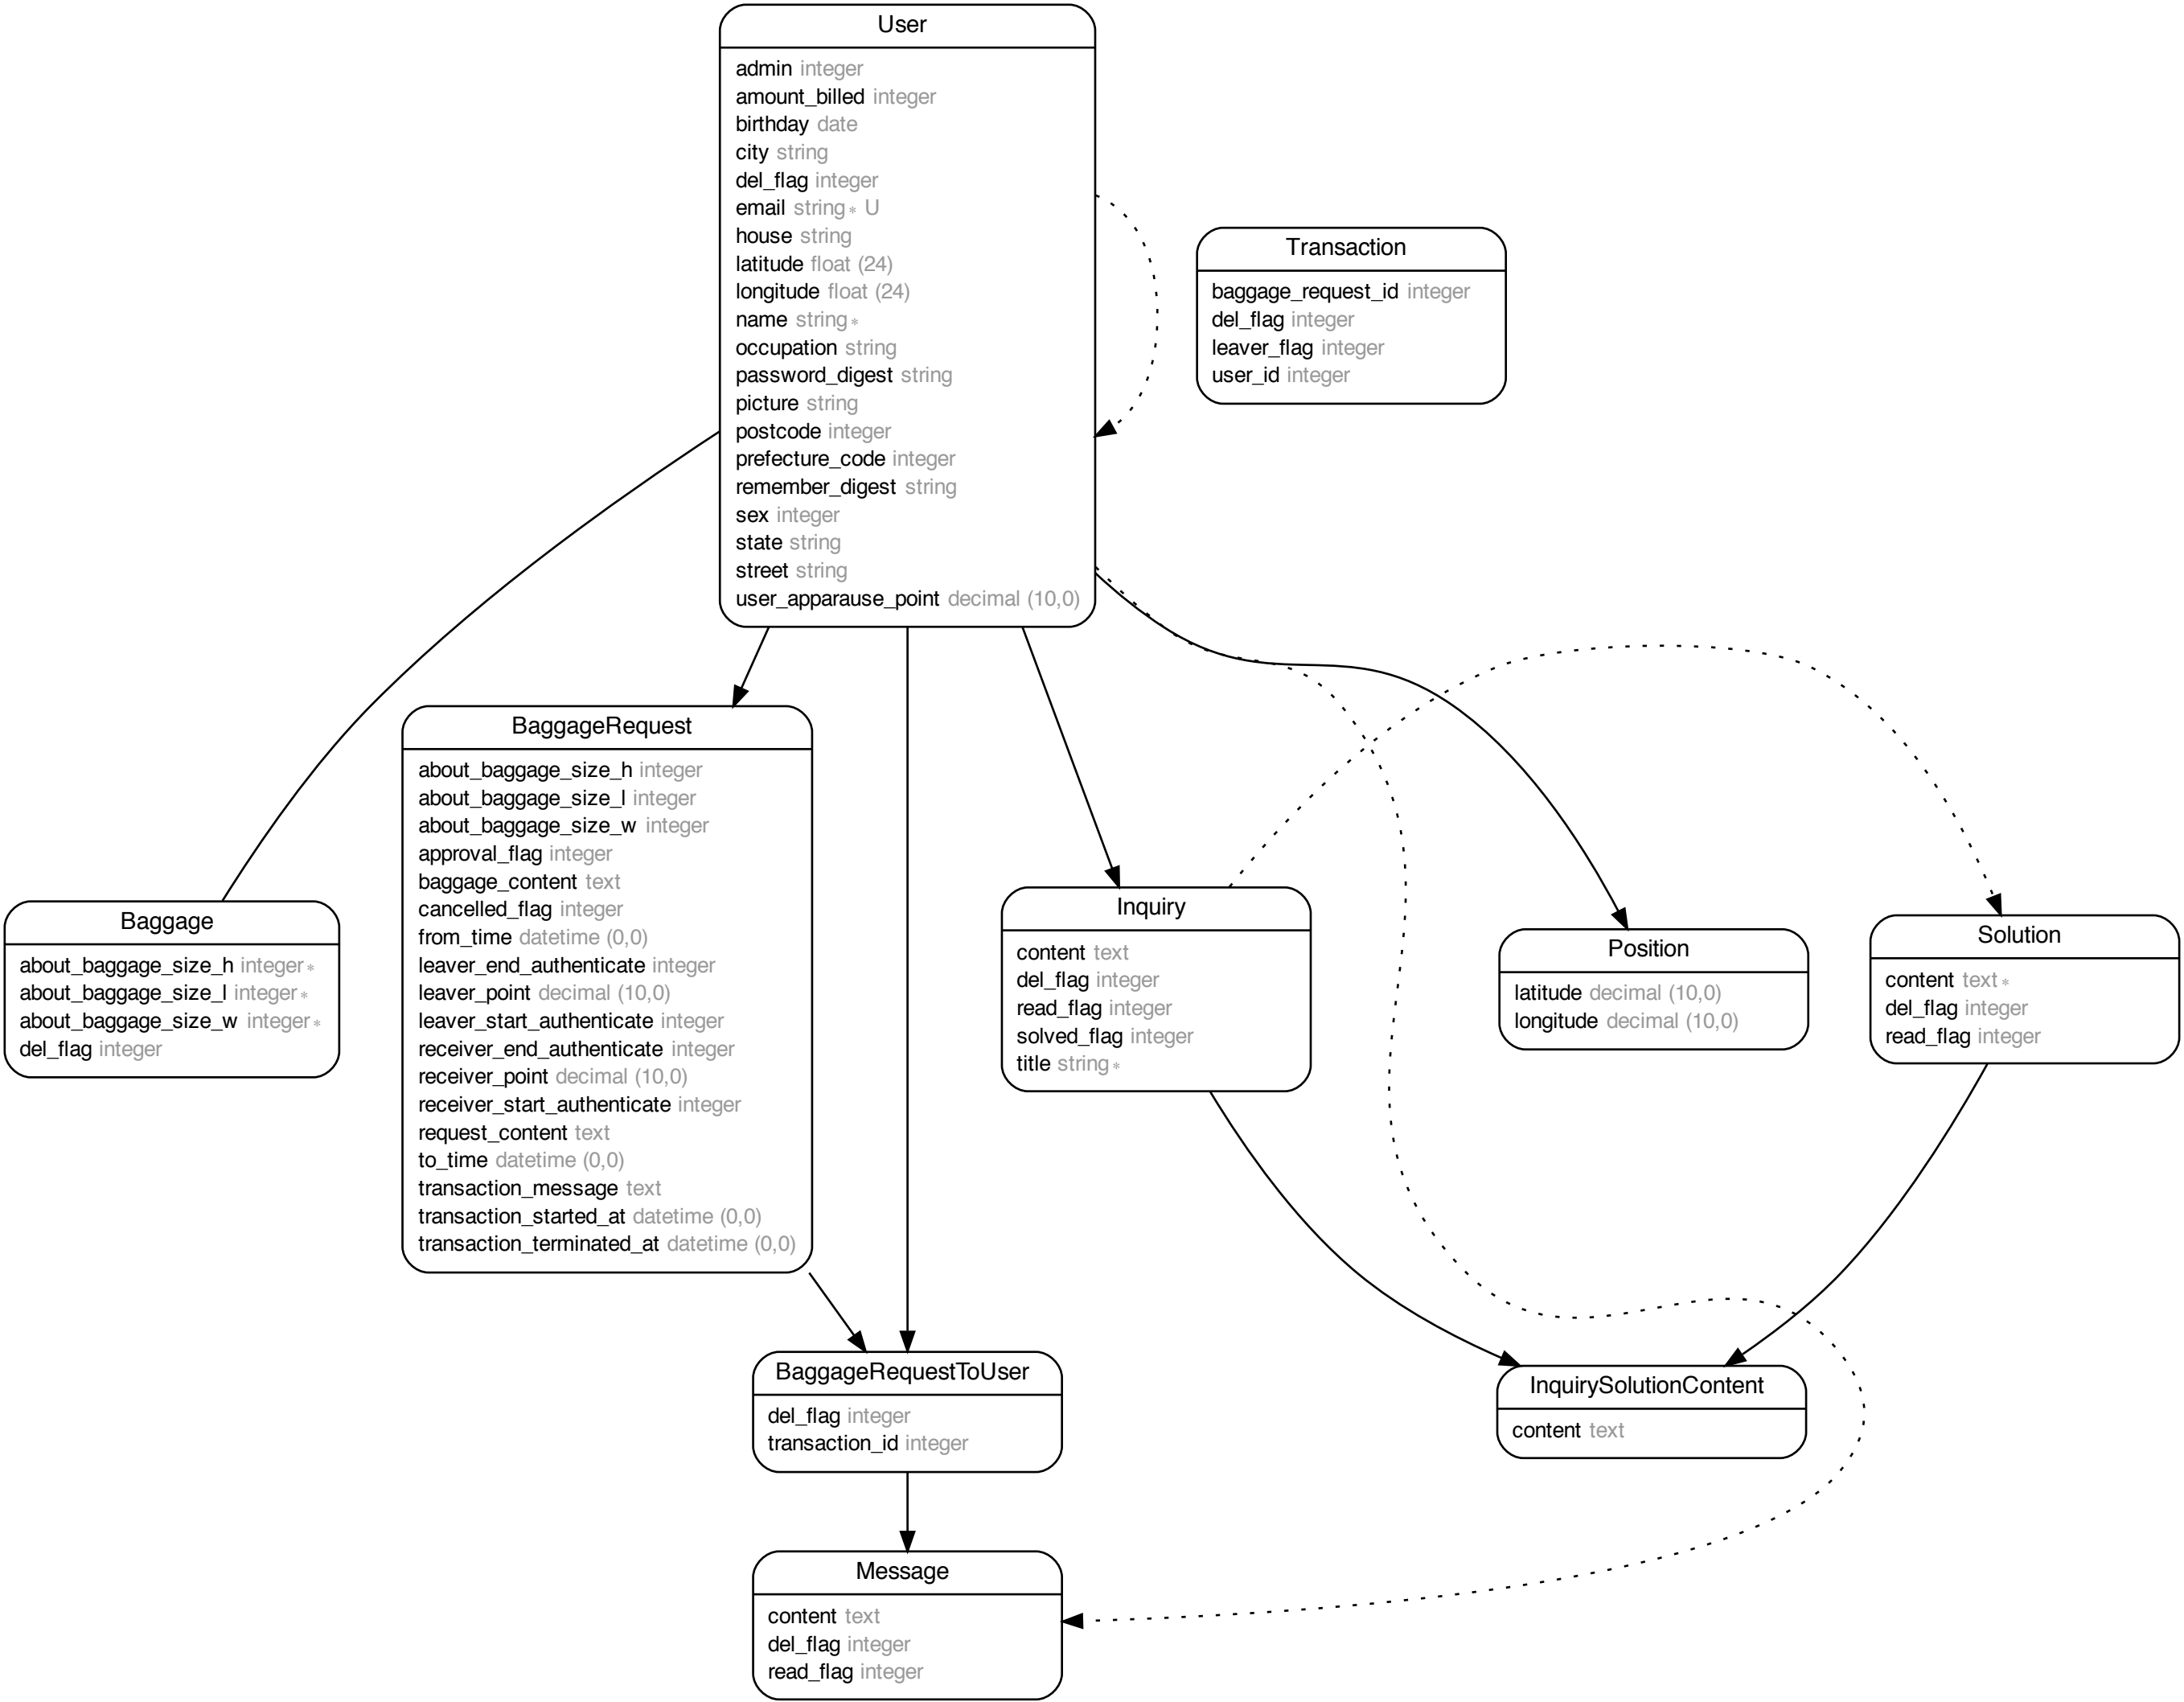 User
admin integer
amount_billed integer
birthday date
city string
del_flag integer
email string∗ U
house string
latitude float (24)
longitude float (24)
name string∗
occupation string
password_digest string
picture string
postcode integer
prefecture_code integer
remember_digest string
sex integer
state string
street string
user_apparause_point decimal (10,0)
Transaction
baggage_request_id integer
del_flag integer
leaver_flag integer
user_id integer
BaggageRequest
about_baggage_size_h integer
about_baggage_size_l integer
about_baggage_size_w integer
approval_flag integer
baggage_content text
cancelled_flag integer
from_time datetime (0,0)
leaver_end_authenticate integer
leaver_point decimal (10,0)
leaver_start_authenticate integer
receiver_end_authenticate integer
receiver_point decimal (10,0)
receiver_start_authenticate integer
request_content text
to_time datetime (0,0)
transaction_message text
transaction_started_at datetime (0,0)
transaction_terminated_at datetime (0,0)
Baggage
about_baggage_size_h integer∗
about_baggage_size_l integer∗
about_baggage_size_w integer∗
del_flag integer
Inquiry
content text
del_flag integer
read_flag integer
solved_flag integer
title string∗
Position
latitude decimal (10,0)
longitude decimal (10,0)
Solution
content text∗
del_flag integer
read_flag integer
BaggageRequestToUser
del_flag integer
transaction_id integer
InquirySolutionContent
content text
Message
content text
del_flag integer
read_flag integer